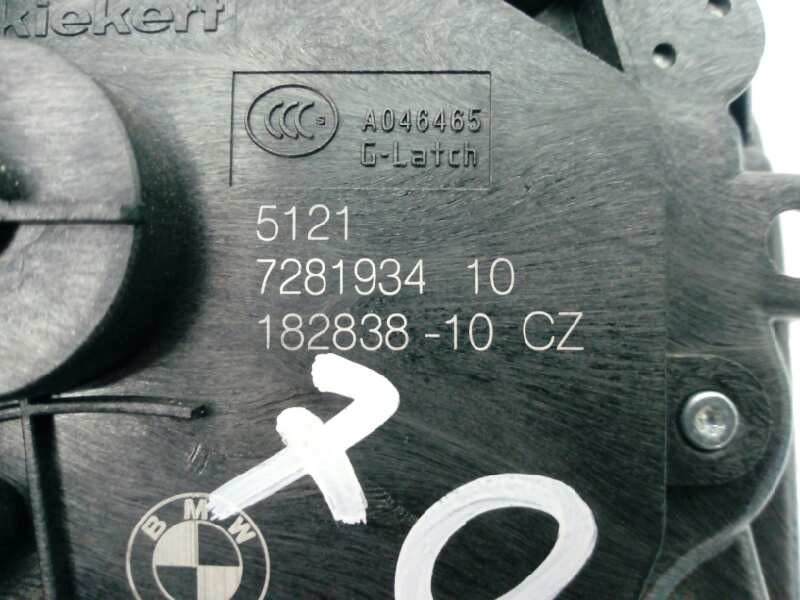 kiekert
CCC S
A046465
G-Latch
5121
7281934 10
182838-10 CZ
BMW